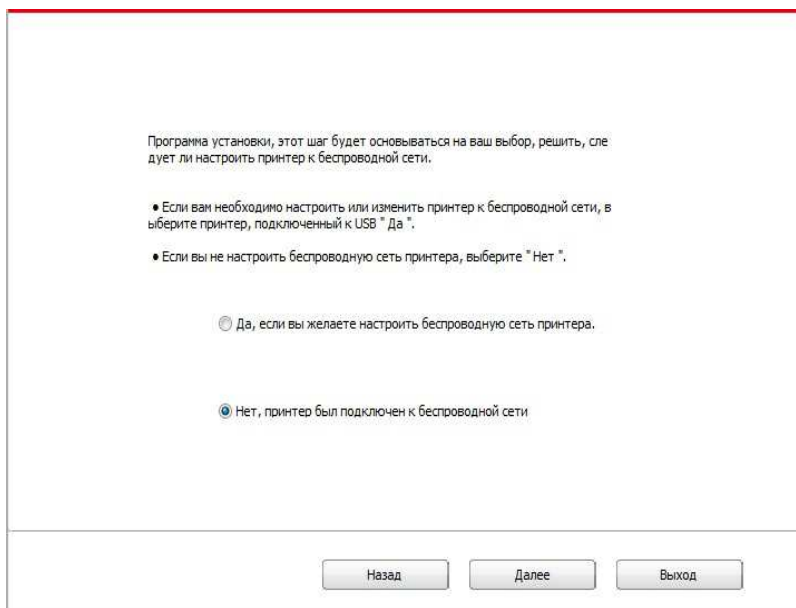 Программа установки, этот шаг будет основываться на ваш выбор, решить, сле
дует ли настроить принтер к беспроводной сети.
• Если вам необходимо настроить или изменить принтер к беспроводной сети, в
ыберите принтер, подключенный к USB " Да ".
• Если вы не настроить беспроводную сеть принтера, выберите " Нет ".
Да, если вы желаете настроить беспроводную сеть принтера.
Нет, принтер был подключен к беспроводной сети
Назад Далее Выход